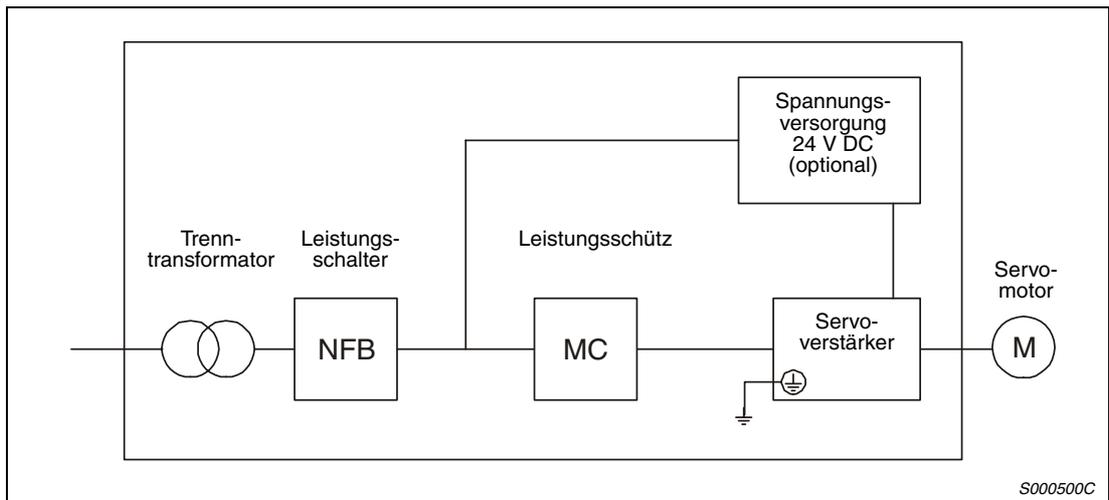 Spannungs-
versorgung
24 V DC
(optional)
Trenn-
transformator
Leistungs-
schalter
Leistungsschütz
Servo-
motor
NFB
MC
Servo-
verstärker
M
S000500C